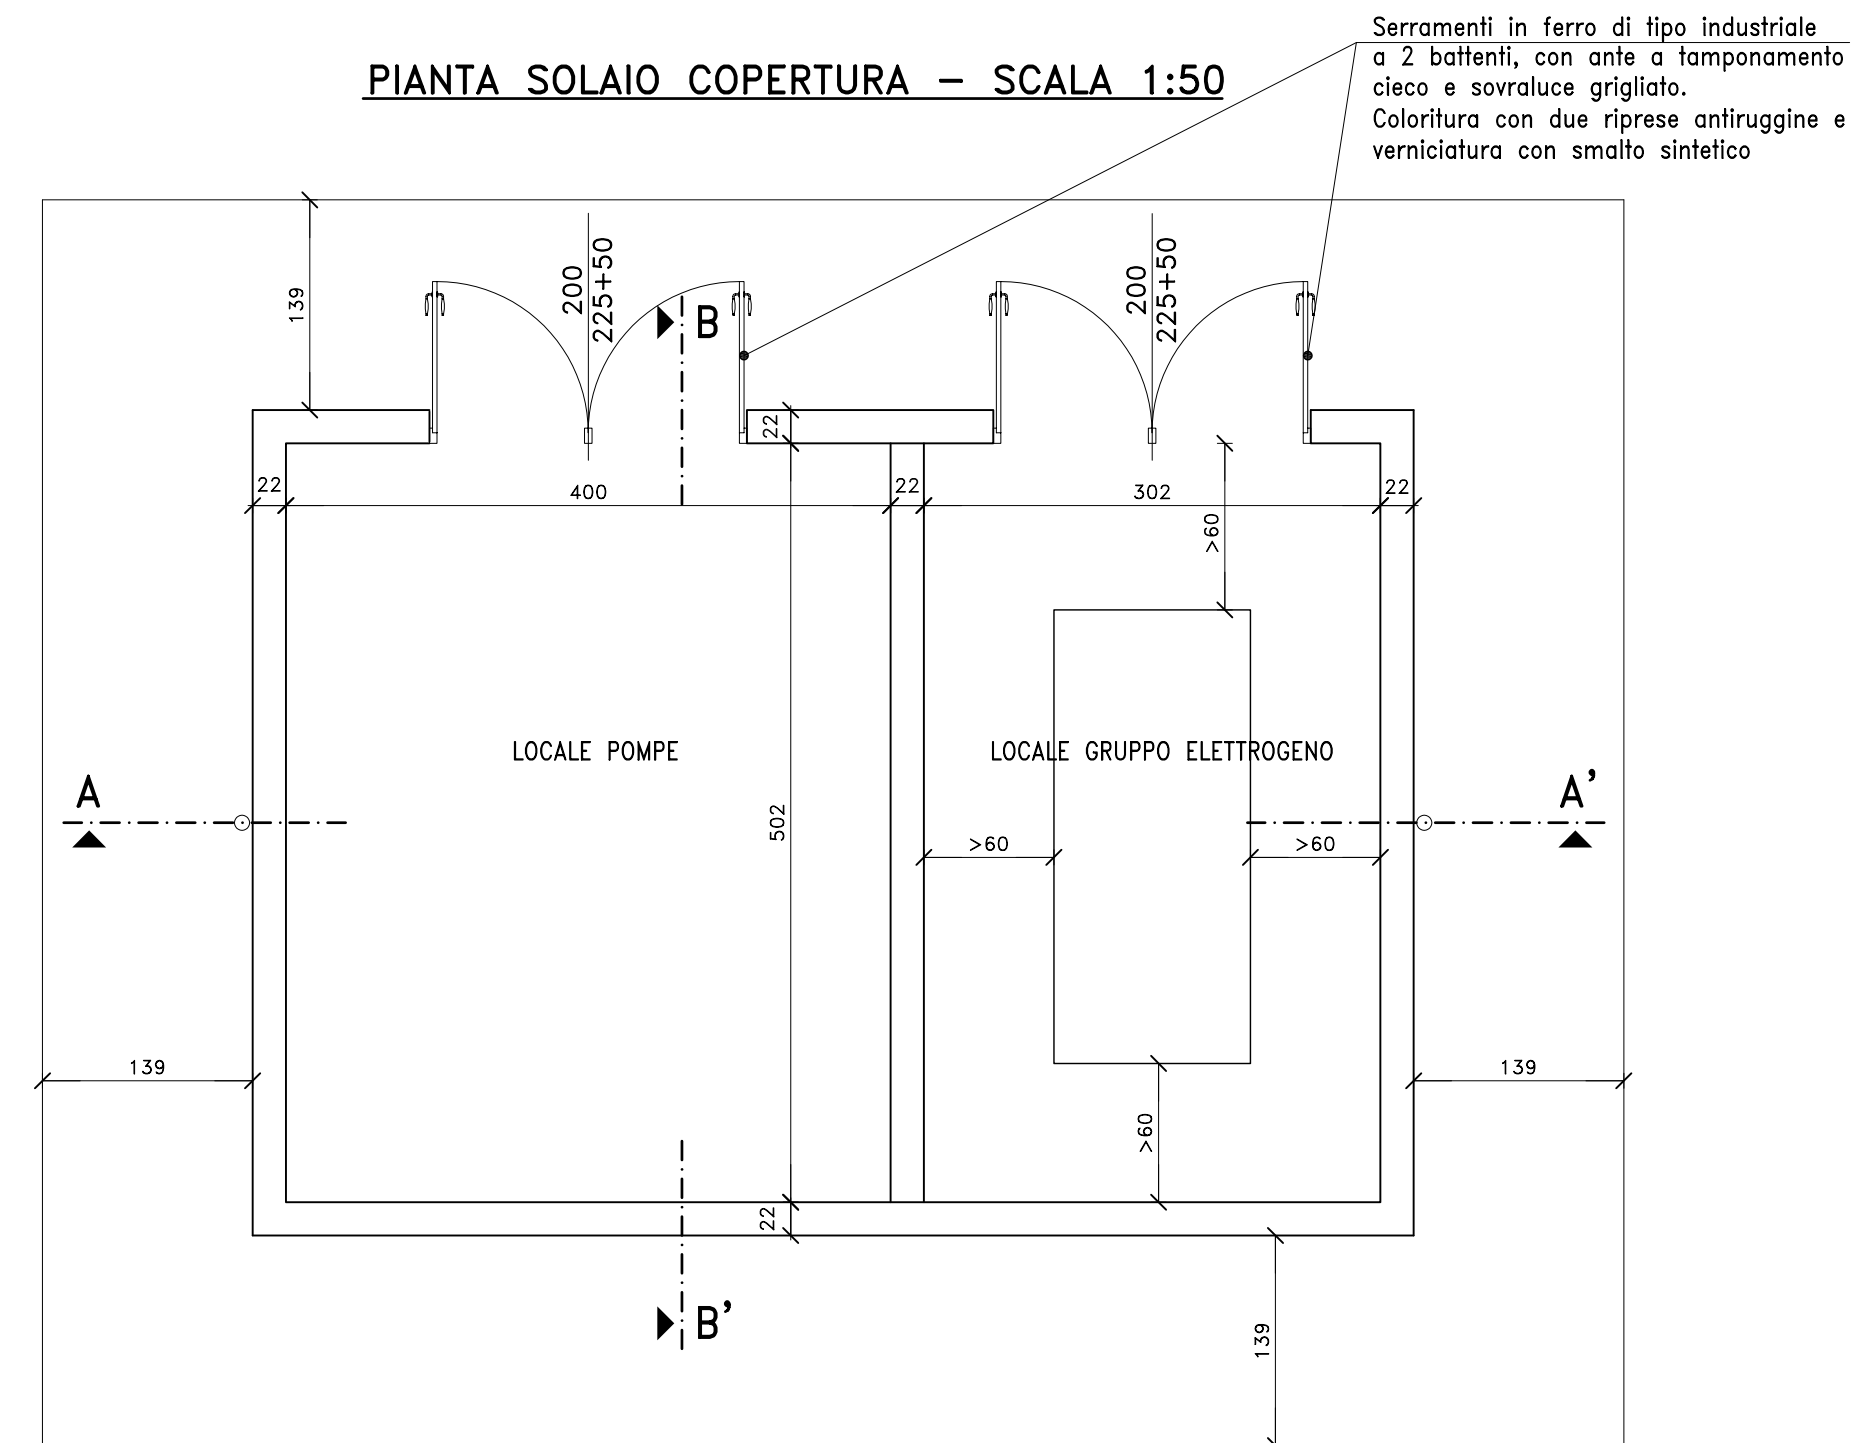 Serramenti in ferro di tipo industriale
a 2 battenti, con ante a tamponamento
cieco e sovraluce grigliato.
Coloritura con due riprese antiruggine e
verniciatura con smalto sintetico
PIANTA SOLAIO COPERTURA – SCALA 1:50
139
200
225+50
B
200
225+50
22
22
400
22
302
22
>60
LOCALE POMPE
LOCALE GRUPPO ELETTROGENO
A
A'
502
>60
>60
139
139
>60
22
B'
139